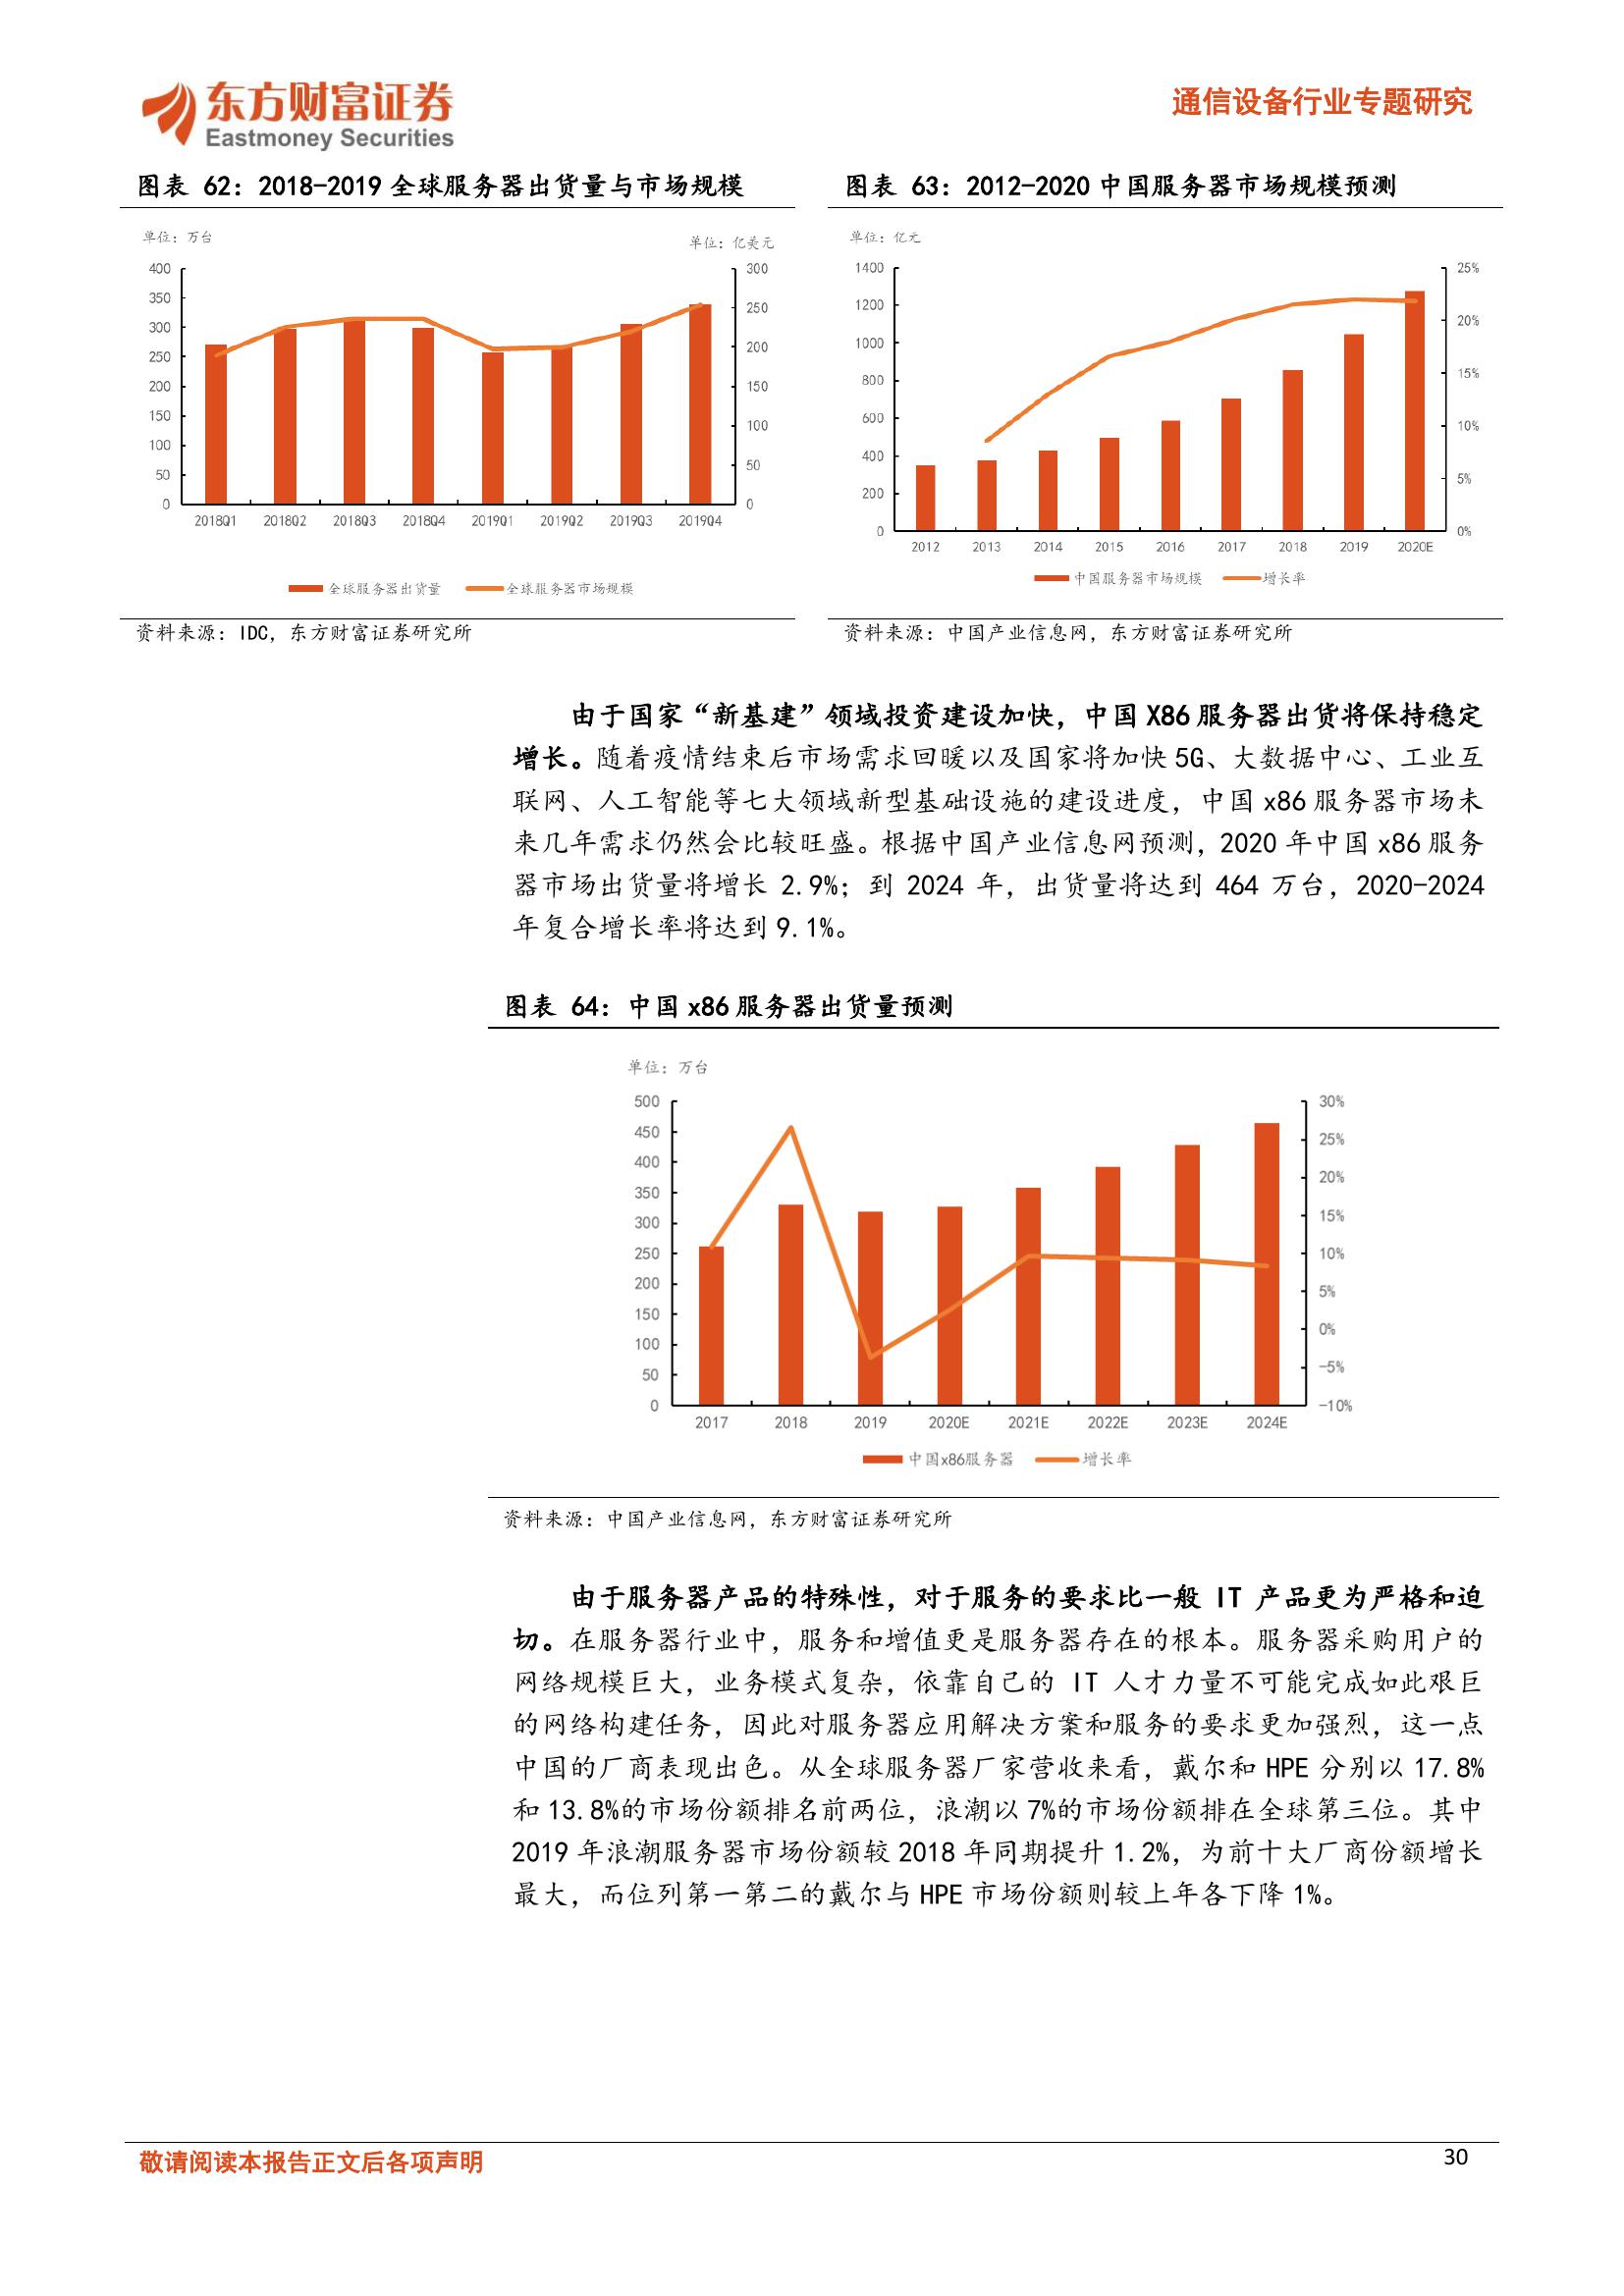 东方财富证券
Eastmoney Securities
通信设备行业专题研究
图表 62：2018-2019 全球服务器出货量与市场规模
单位：万台
单位：亿美元
400
350
300
250
200
150
100
50
0
300
250
200
150
100
50
0
2018Q1 2018Q2 2018Q3 2018Q4 2019Q1 2019Q2 2019Q3 2019Q4
全球服务器出货量 全球服务器市场规模
资料来源：IDC，东方财富证券研究所
图表 63：2012-2020 中国服务器市场规模预测
单位：亿元
1400
1200
1000
800
600
400
200
0
25%
20%
15%
10%
5%
0%
2012 2013 2014 2015 2016 2017 2018 2019 2020E
中国服务器市场规模 增长率
资料来源：中国产业信息网，东方财富证券研究所
由于国家“新基建”领域投资建设加快，中国 X86 服务器出货将保持稳定
增长。随着疫情结束后市场需求回暖以及国家将加快 5G、大数据中心、工业互
联网、人工智能等七大领域新型基础设施的建设进度，中国 x86 服务器市场未
来几年需求仍然会比较旺盛。根据中国产业信息网预测，2020 年中国 x86 服务
器市场出货量将增长 2.9%；到 2024 年，出货量将达到 464 万台，2020-2024
年复合增长率将达到 9.1%。
图表 64：中国 x86 服务器出货量预测
单位：万台
500
450
400
350
300
250
200
150
100
50
0
30%
25%
20%
15%
10%
5%
0%
-5%
-10%
2017 2018 2019 2020E 2021E 2022E 2023E 2024E
中国x86服务器 增长率
资料来源：中国产业信息网，东方财富证券研究所
由于服务器产品的特殊性，对于服务的要求比一般 IT 产品更为严格和迫
切。在服务器行业中，服务和增值更是服务器存在的根本。服务器采购用户的
网络规模巨大，业务模式复杂，依靠自己的 IT 人才力量不可能完成如此艰巨
的网络构建任务，因此对服务器应用解决方案和服务的要求更加强烈，这一点
中国的厂商表现出色。从全球服务器厂家营收来看，戴尔和 HPE 分别以 17.8%
和 13.8%的市场份额排名前两位，浪潮以 7%的市场份额排在全球第三位。其中
2019 年浪潮服务器市场份额较 2018 年同期提升 1.2%，为前十大厂商份额增长
最大，而位列第一第二的戴尔与 HPE 市场份额则较上年各下降 1%。
敬请阅读本报告正文后各项声明
30